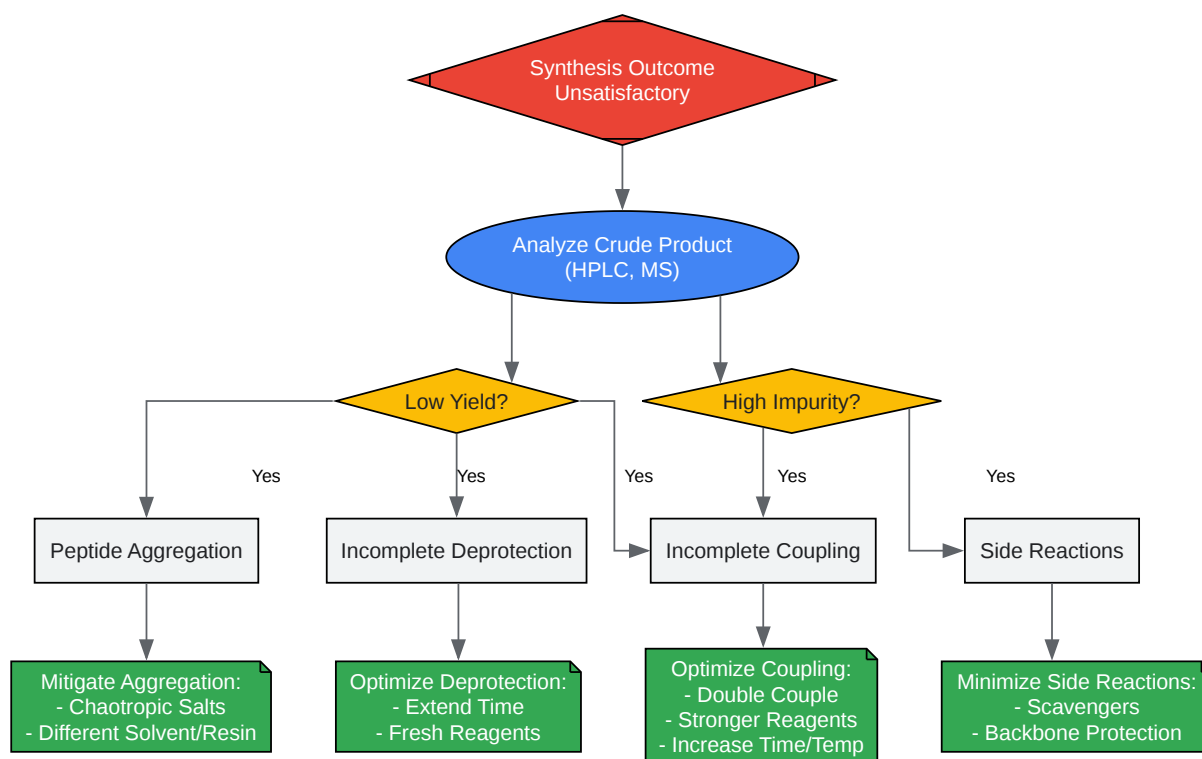 Synthesis Outcome
Unsatisfactory
Analyze Crude Product
(HPLC, MS)
Low Yield?
High Impurity?
Yes
Yes
Yes
Yes
Yes
Peptide Aggregation
Incomplete Deprotection
Incomplete Coupling
Side Reactions
Mitigate Aggregation:
- Chaotropic Salts
- Different Solvent/Resin
Optimize Deprotection:
- Extend Time
- Fresh Reagents
Optimize Coupling:
- Double Couple
- Stronger Reagents
- Increase Time/Temp
Minimize Side Reactions:
- Scavengers
- Backbone Protection